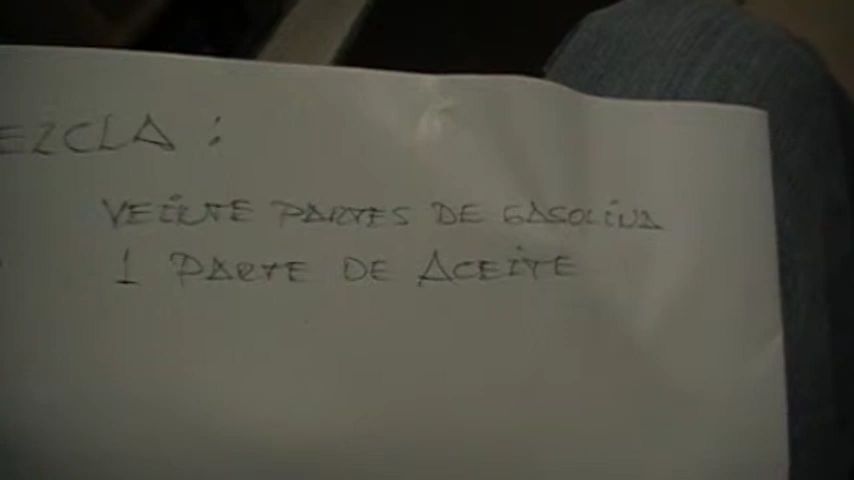 EZCLA:
VEINTE PARTES DE GASOLINA
1 PARTE DE ACEITE